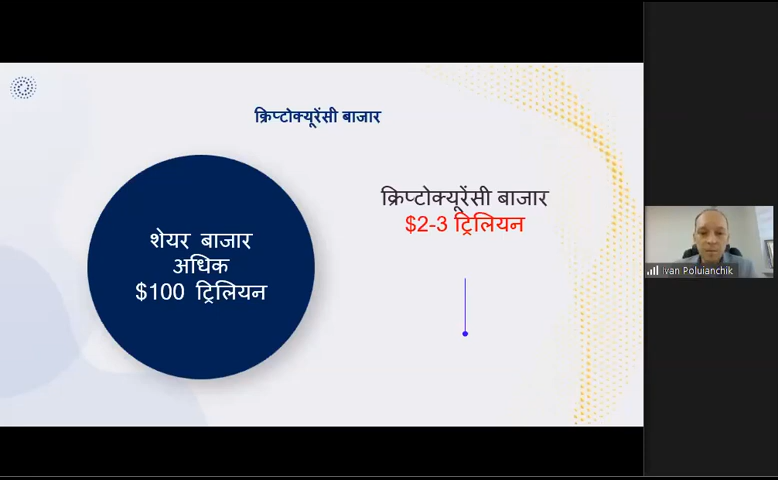 क्रिप्टोक्यूरेंसी बाजार
शेयर बाजार
अधिक
$100 ट्रिलियन
क्रिप्टोक्यूरेंसी बाजार
$2-3 ट्रिलियन
Ivan Poluianchik